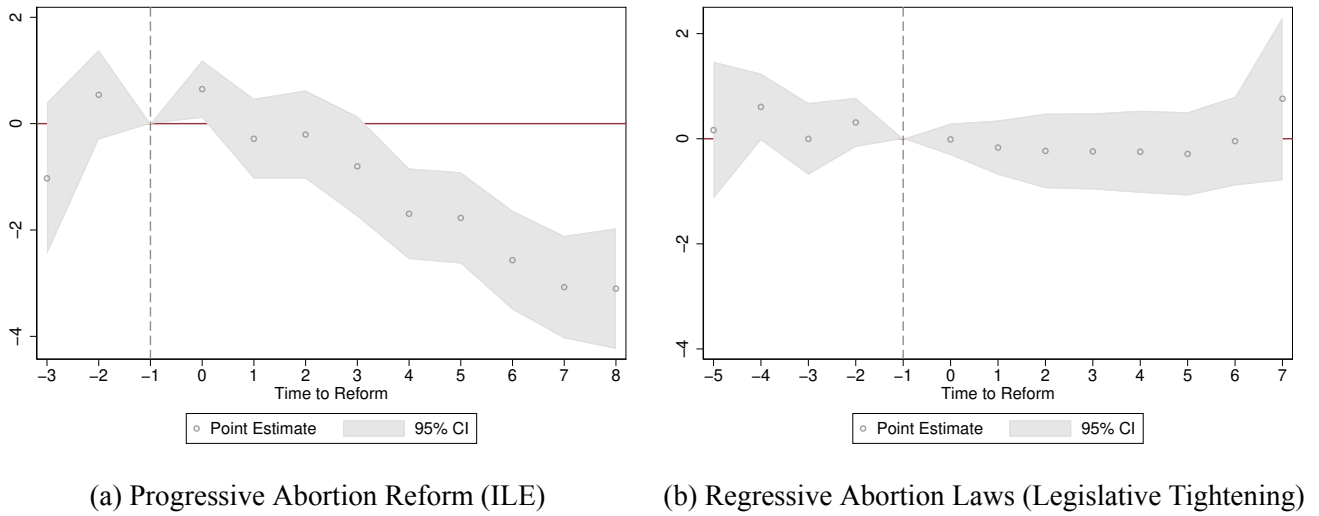 2
0
−2
−4
−3 −2 −1 0 1 2 3 4 5 6 7 8
Time to Reform
Point Estimate 95% CI
(a) Progressive Abortion Reform (ILE)
2
0
−2
−4
−5 −4 −3 −2 −1 0 1 2 3 4 5 6 7
Time to Reform
Point Estimate 95% CI
(b) Regressive Abortion Laws (Legislative Tightening)